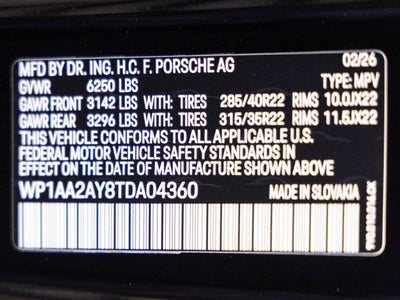 MFD BY DR. ING. H.C. F. PORSCHE AG 02/26
GVWR 6250 LBS TYPE: MPV
GAWR FRONT 3142 LBS WITH: TIRES 285/40R22 RIMS 10.0JX22
GAWR REAR 3296 LBS WITH: TIRES 315/35R22 RIMS 11.5JX22
THIS VEHICLE CONFORMS TO ALL APPLICABLE U.S.
FEDERAL MOTOR VEHICLE SAFETY STANDARDS IN
EFFECT ON THE DATE OF MANUFACTURE SHOWN ABOVE
WP1AA2AY8TDA04360 MADE IN SLOVAKIA